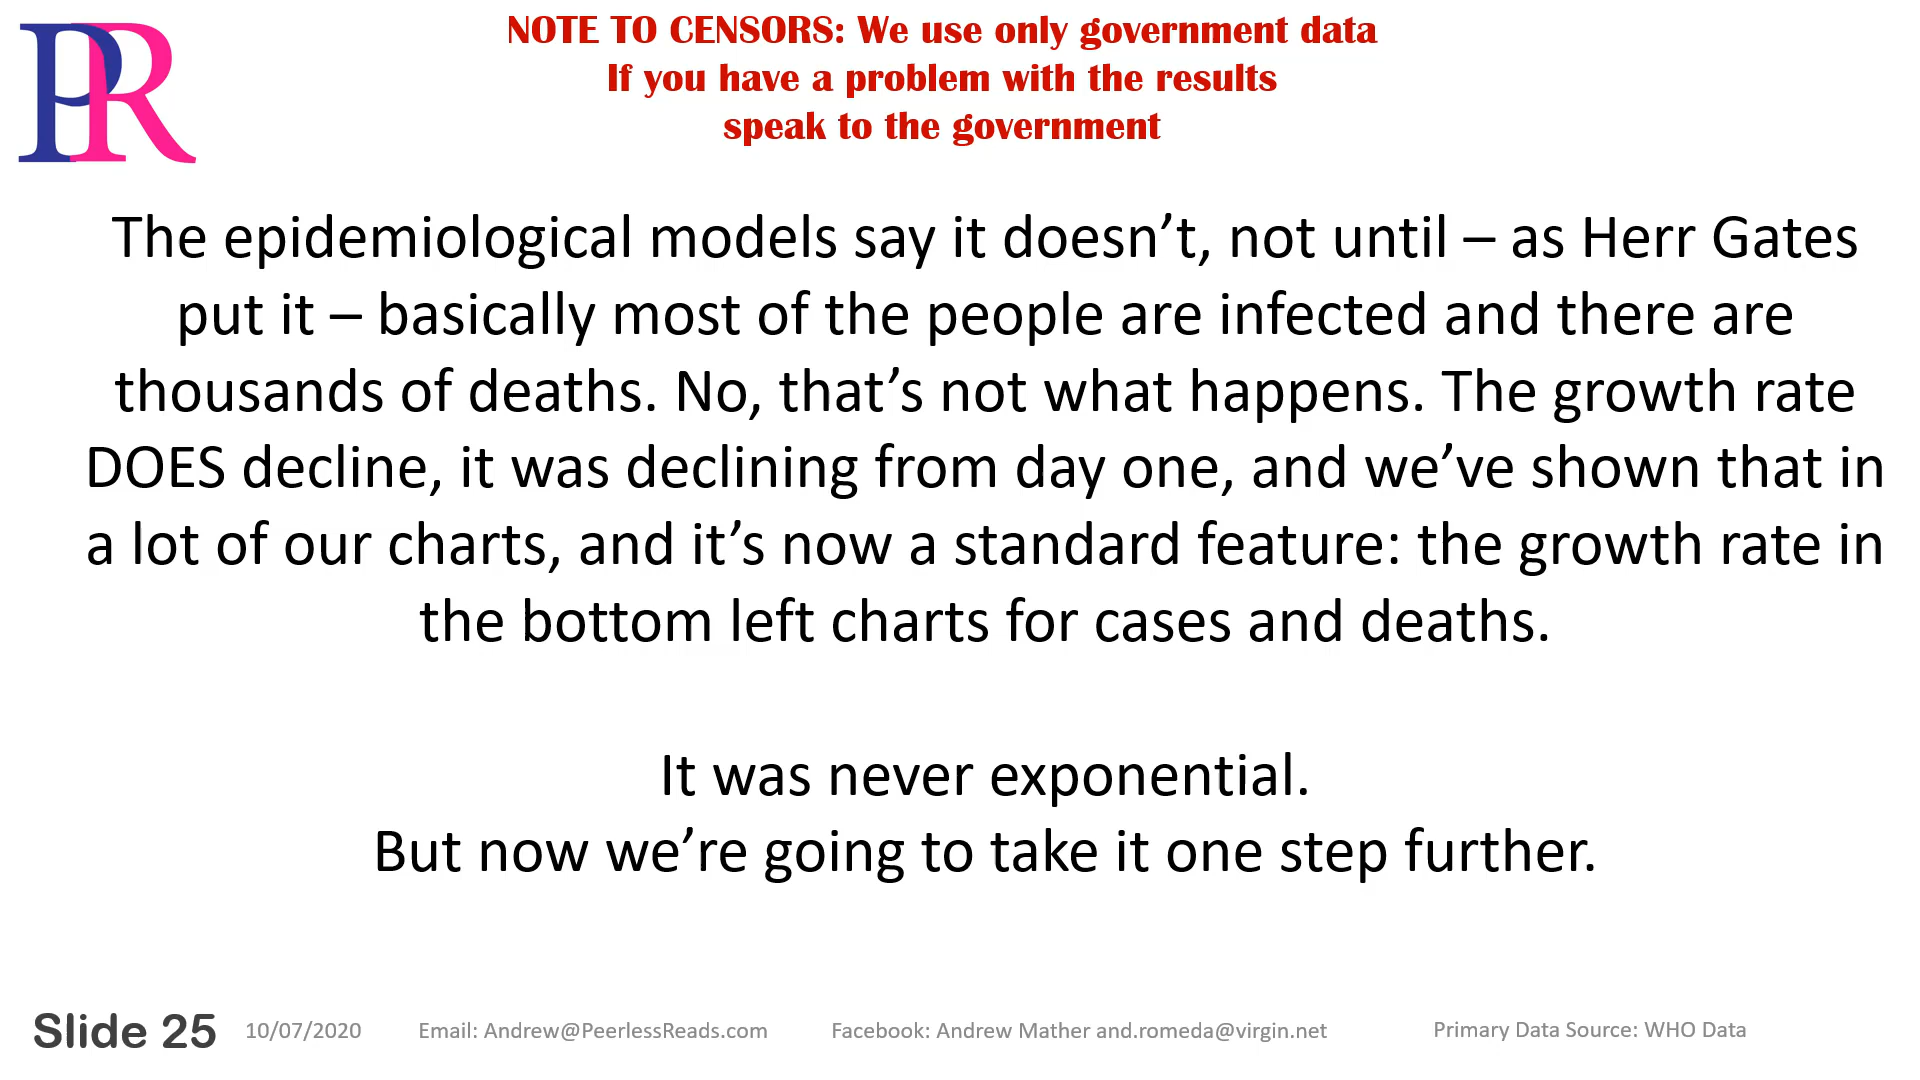 PR
NOTE TO CENSORS: We use only government data
If you have a problem with the results
speak to the government
The epidemiological models say it doesn’t, not until – as Herr Gates
put it – basically most of the people are infected and there are
thousands of deaths. No, that’s not what happens. The growth rate
DOES decline, it was declining from day one, and we’ve shown that in
a lot of our charts, and it’s now a standard feature: the growth rate in
the bottom left charts for cases and deaths.
It was never exponential.
But now we’re going to take it one step further.
Slide 25 10/07/2020 Email: Andrew@PeerlessReads.com Facebook: Andrew Mather and.romeda@virgin.net Primary Data Source: WHO Data